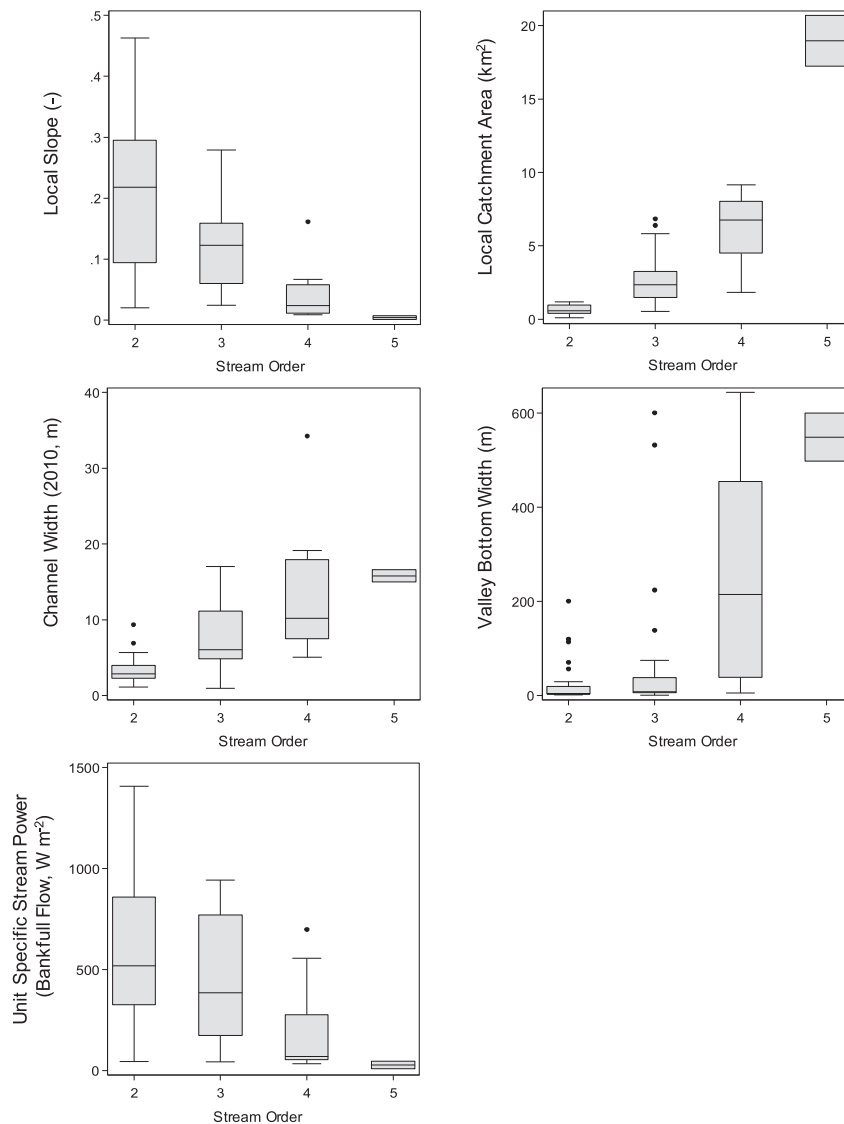 Local Slope (-)
.5
.4
.3
.2
.1
0
2 3 4 5
Stream Order
Local Catchment Area (km²)
20
15
10
5
0
2 3 4 5
Stream Order
Channel Width (2010, m)
40
30
20
10
0
2 3 4 5
Stream Order
Valley Bottom Width (m)
600
400
200
0
2 3 4 5
Stream Order
Unit Specific Stream Power
(Bankfull Flow, W m⁻²)
1500
1000
500
0
2 3 4 5
Stream Order